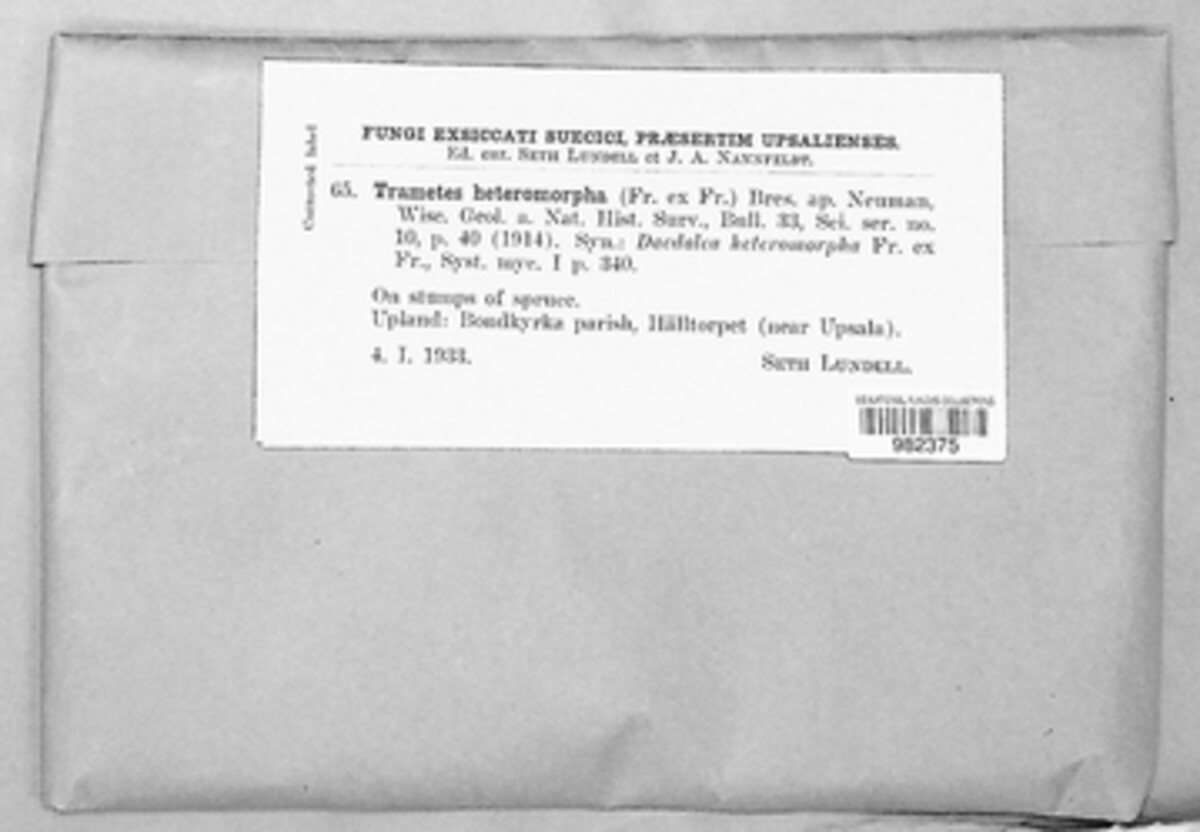 Corrected label
FUNGI EXSICCATI SUECICI, PRÆSERTIM UPSALIENSES.
Ed. cur. SETH LUNDELL et J. A. NANNFELDT.
65. Trametes heteromorpha (Fr. ex Fr.) Bres. ap. Neuman,
Wisc. Geol. a. Nat. Hist. Surv., Bull. 33, Sci. ser. no.
10, p. 40 (1914). Syn.: Daedalea heteromorpha Fr. ex
Fr., Syst. myc. I p. 340.
On stumps of spruce.
Upland: Bondkyrka parish, Hälltorpet (near Upsala).
4. I. 1933.
SETH LUNDELL.
982375